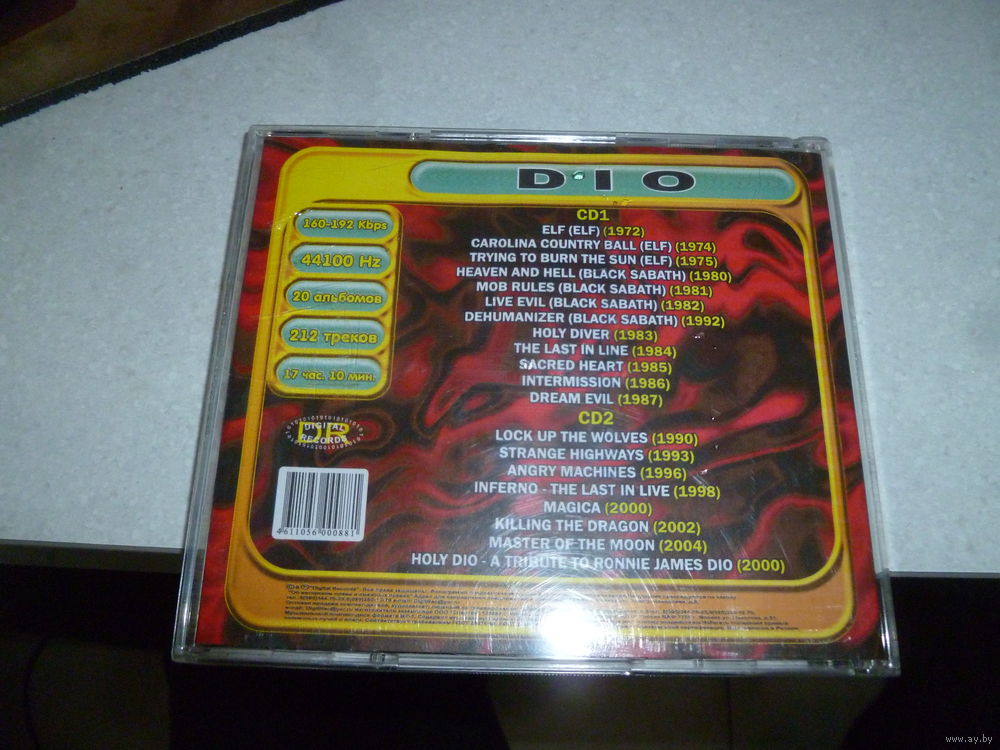 DIO
160-192 Kbps
44100 Hz
20 альбомов
212 треков
17 час. 10 мин.
CD1
ELF (ELF) (1972)
CAROLINA COUNTRY BALL (ELF) (1974)
TRYING TO BURN THE SUN (ELF) (1975)
HEAVEN AND HELL (BLACK SABATH) (1980)
MOB RULES (BLACK SABATH) (1981)
LIVE EVIL (BLACK SABATH) (1982)
DEHUMANIZER (BLACK SABATH) (1992)
HOLY DIVER (1983)
THE LAST IN LINE (1984)
SACRED HEART (1985)
INTERMISSION (1986)
DREAM EVIL (1987)
CD2
LOCK UP THE WOLVES (1990)
STRANGE HIGHWAYS (1993)
ANGRY MACHINES (1996)
INFERNO - THE LAST IN LIVE (1998)
MAGICA (2000)
KILLING THE DRAGON (2002)
MASTER OF THE MOON (2004)
HOLY DIO - A TRIBUTE TO RONNIE JAMES DIO (2000)
DR
DIGITAL
RECORDS
4611056000881
www.ay.by